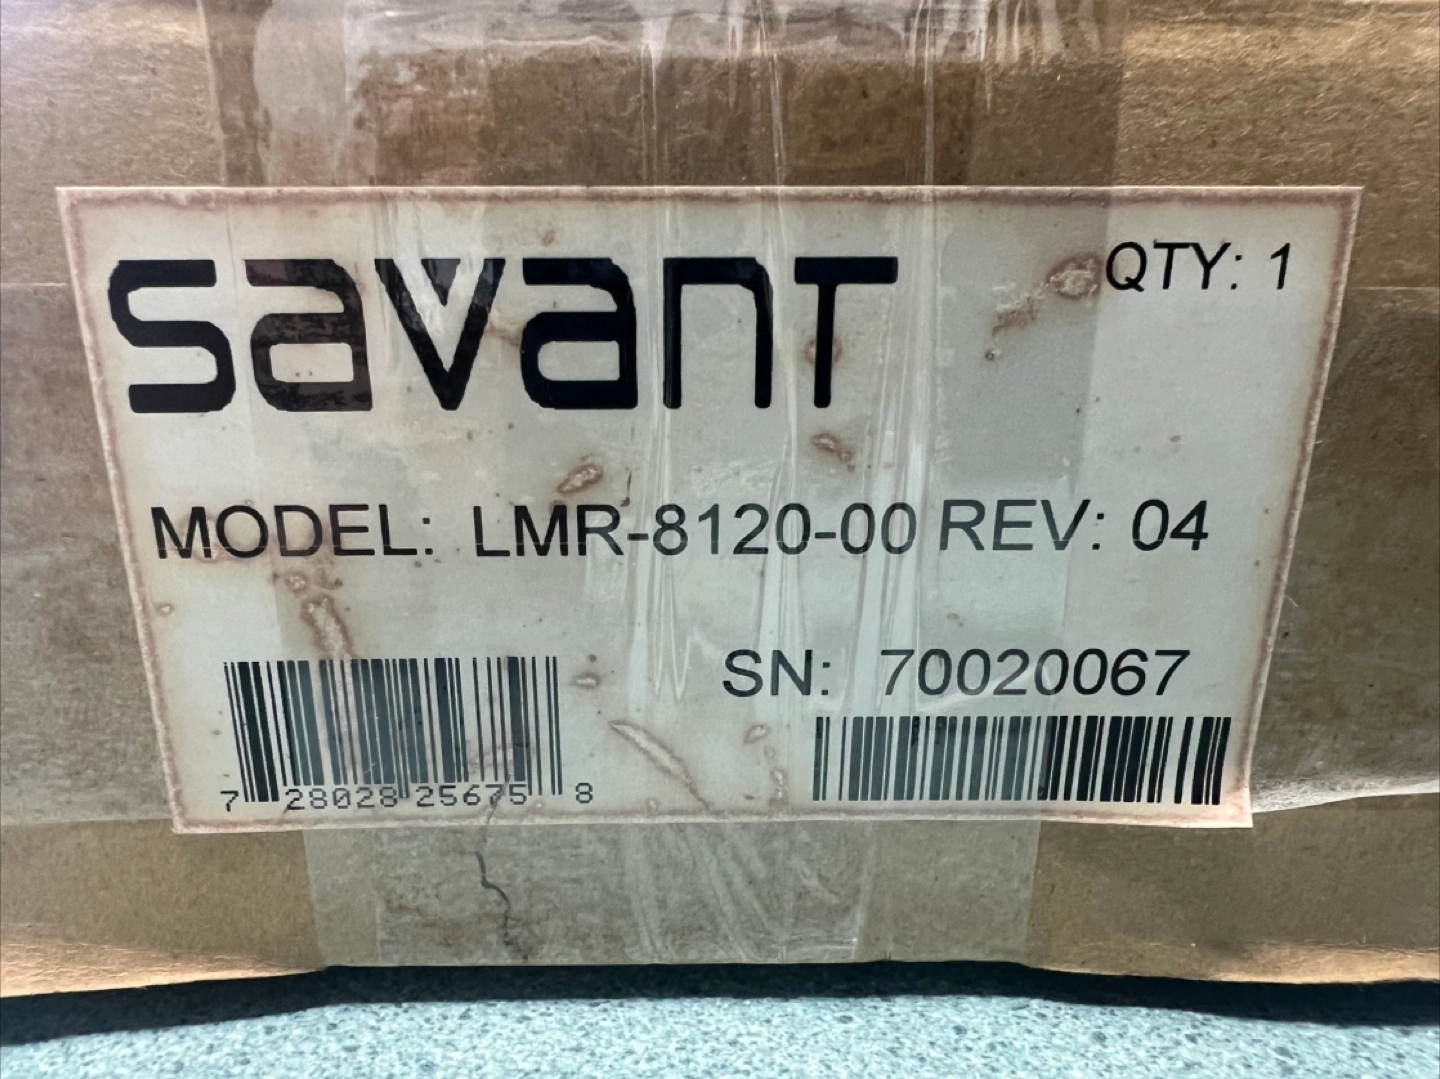 savanT
QTY: 1
MODEL: LMR-8120-00 REV: 04
SN: 70020067
7 28028 25675 8